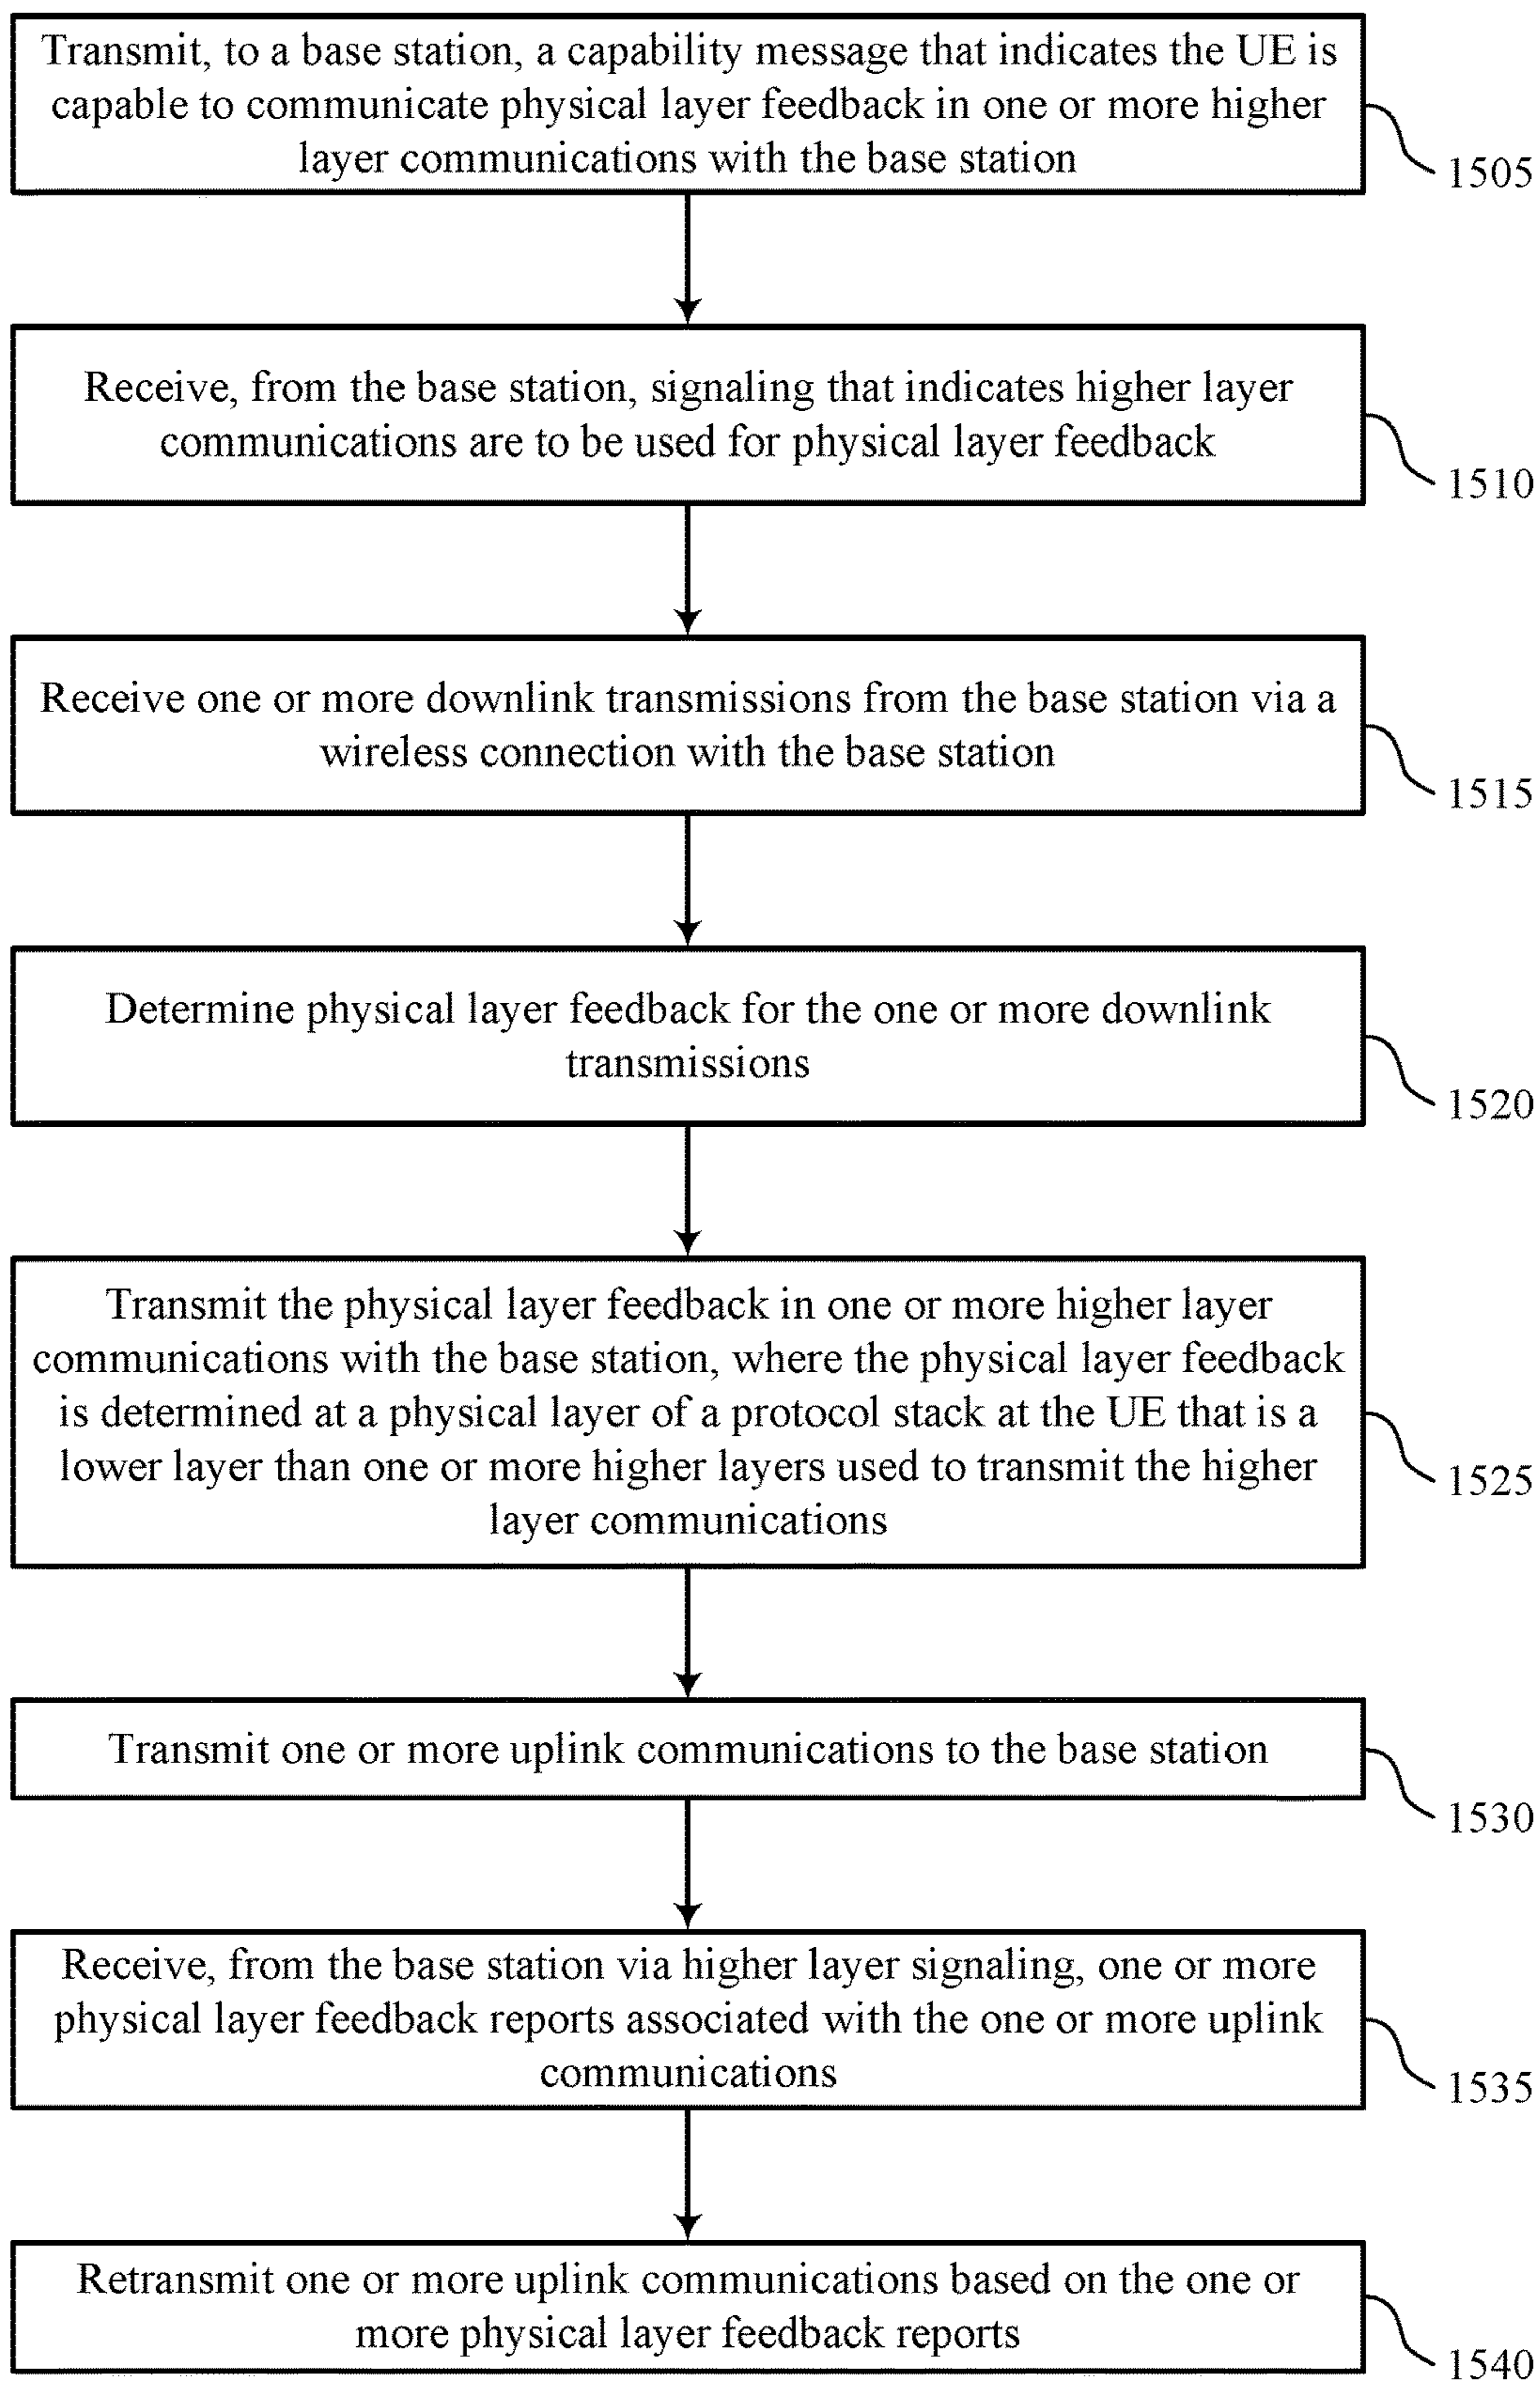 Transmit, to a base station, a capability message that indicates the UE is
capable to communicate physical layer feedback in one or more higher
layer communications with the base station
1505
Receive, from the base station, signaling that indicates higher layer
communications are to be used for physical layer feedback
1510
Receive one or more downlink transmissions from the base station via a
wireless connection with the base station
1515
Determine physical layer feedback for the one or more downlink
transmissions
1520
Transmit the physical layer feedback in one or more higher layer
communications with the base station, where the physical layer feedback
is determined at a physical layer of a protocol stack at the UE that is a
lower layer than one or more higher layers used to transmit the higher
layer communications
1525
Transmit one or more uplink communications to the base station
1530
Receive, from the base station via higher layer signaling, one or more
physical layer feedback reports associated with the one or more uplink
communications
1535
Retransmit one or more uplink communications based on the one or
more physical layer feedback reports
1540